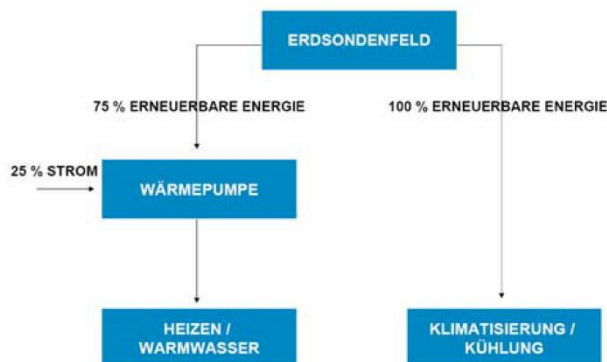 ERDSONDENFELD
75 % ERNEUERBARE ENERGIE
100 % ERNEUERBARE ENERGIE
25 % STROM
WÄRMEPUMPE
HEIZEN /
WARMWASSER
KLIMATISIERUNG /
KÜHLUNG